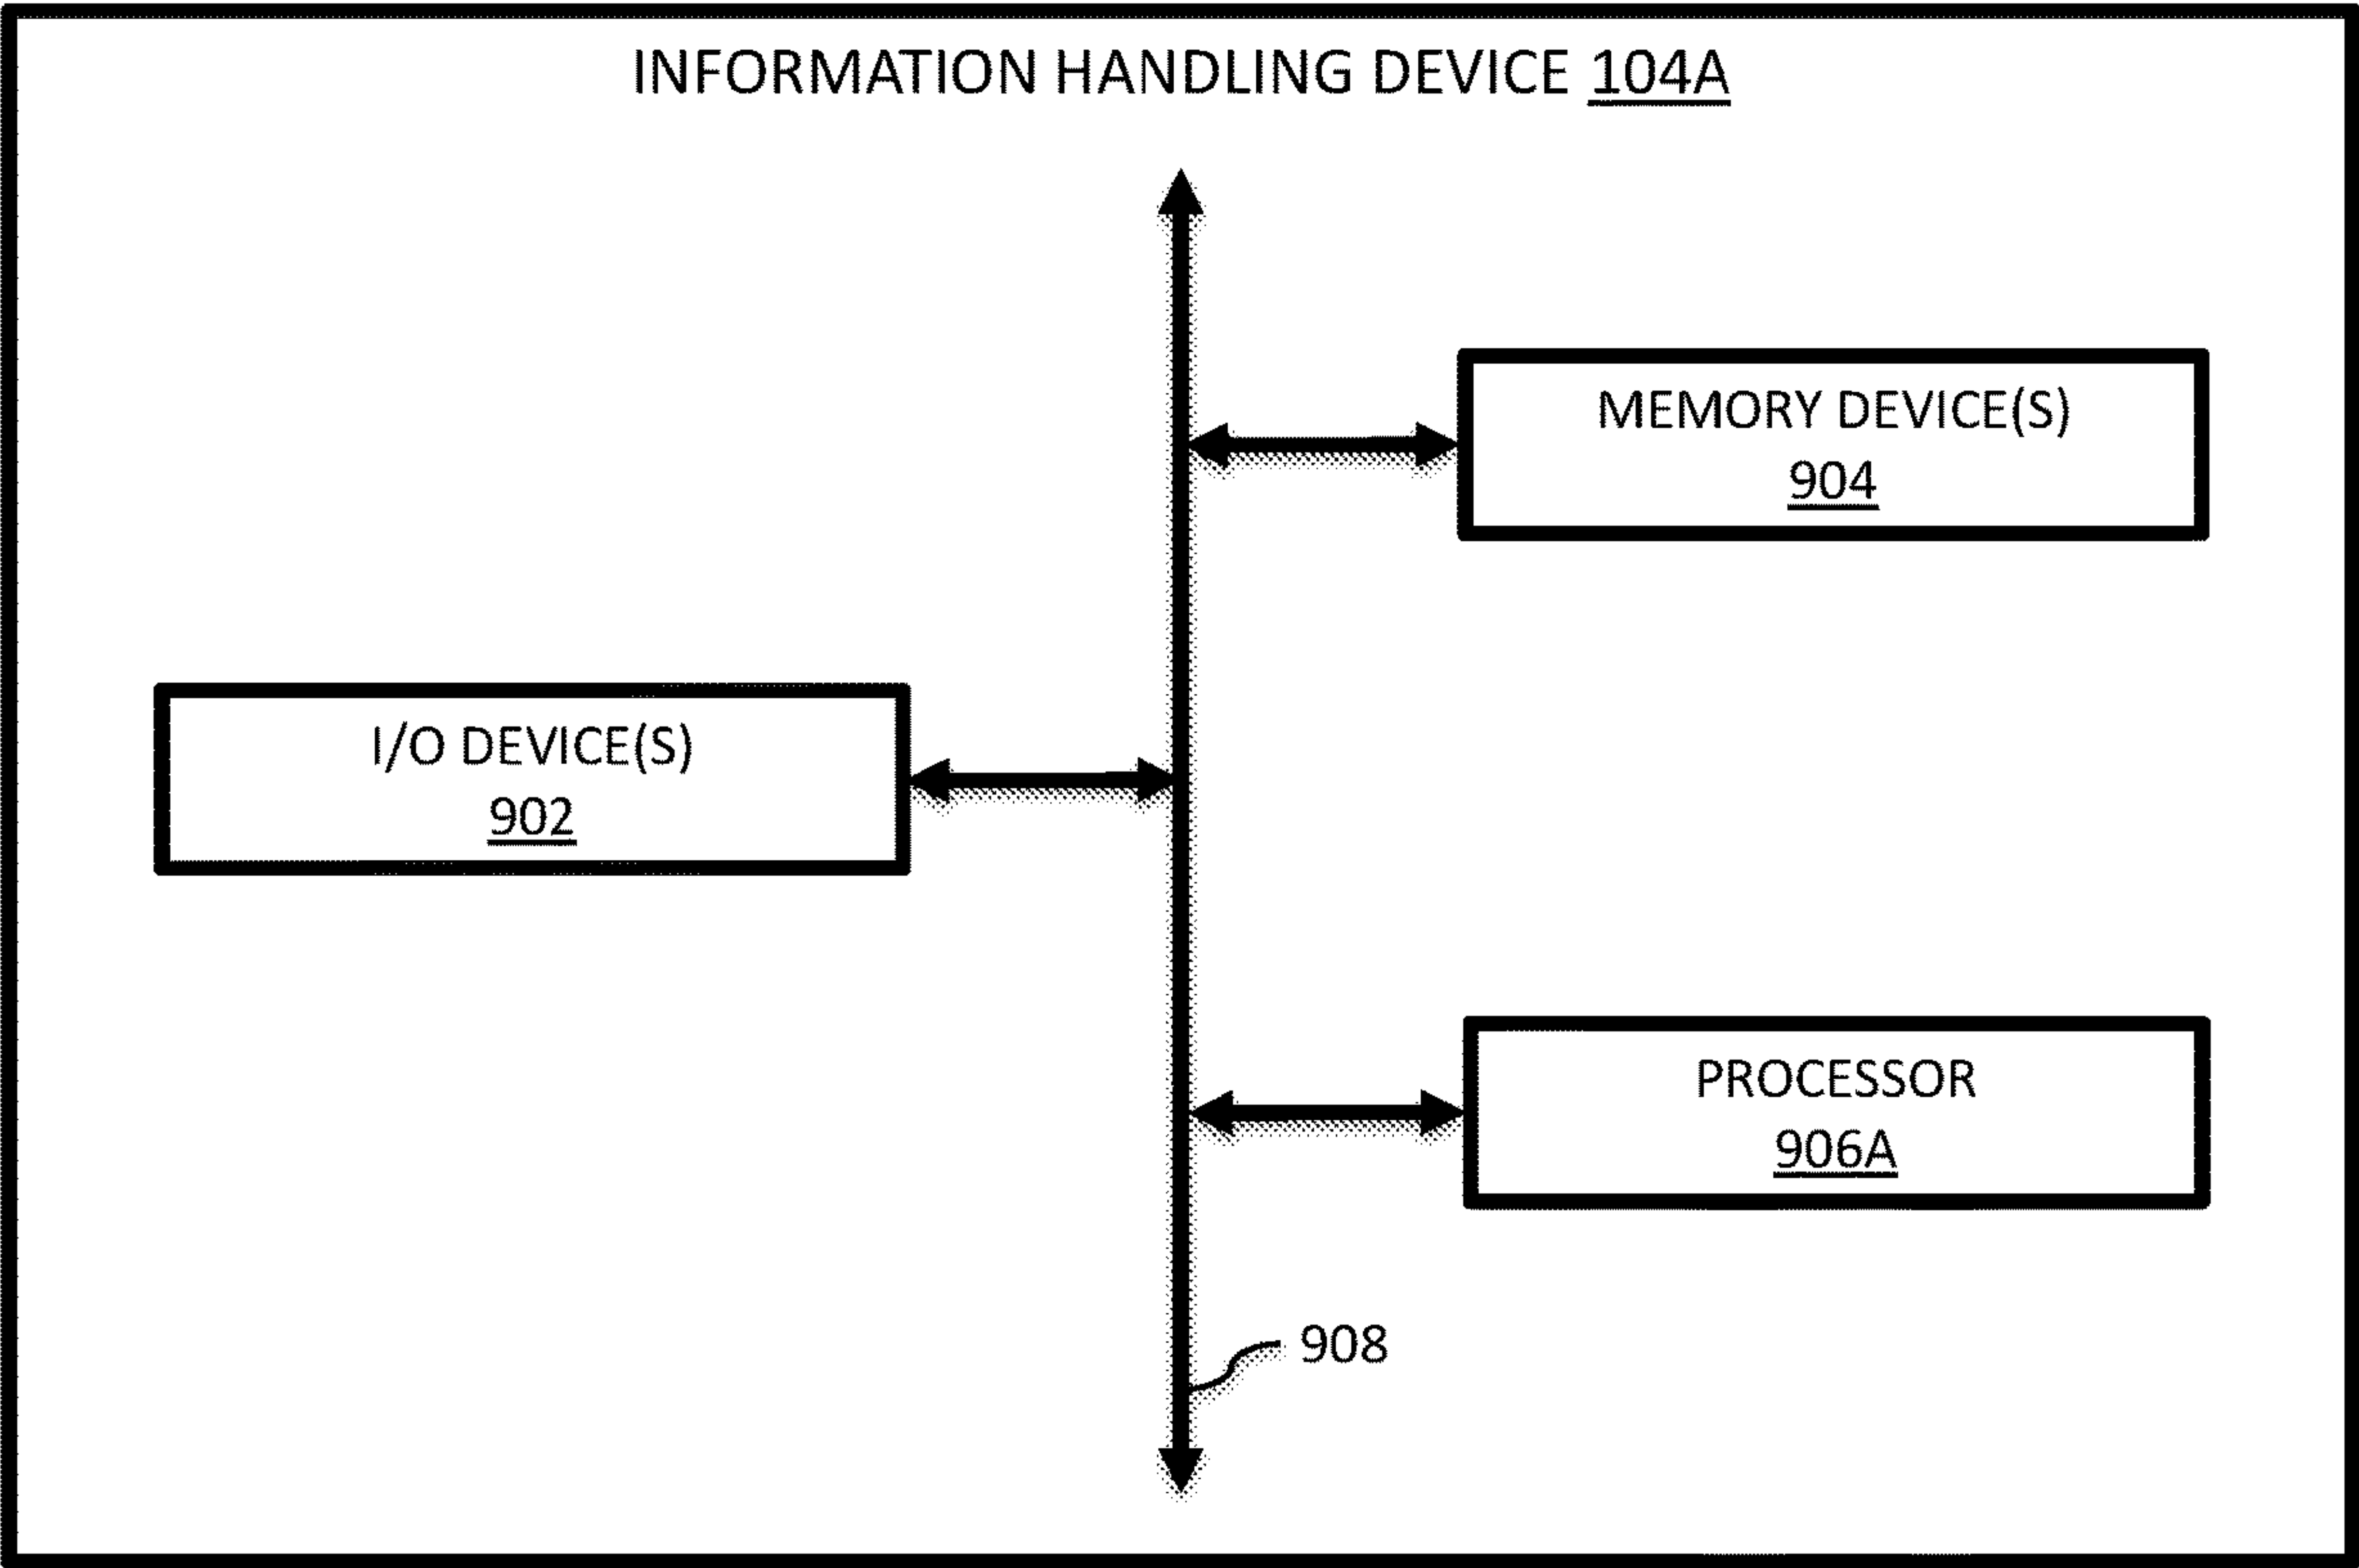 INFORMATION HANDLING DEVICE 104A
MEMORY DEVICE(S)
904
I/O DEVICE(S)
902
PROCESSOR
906A
908